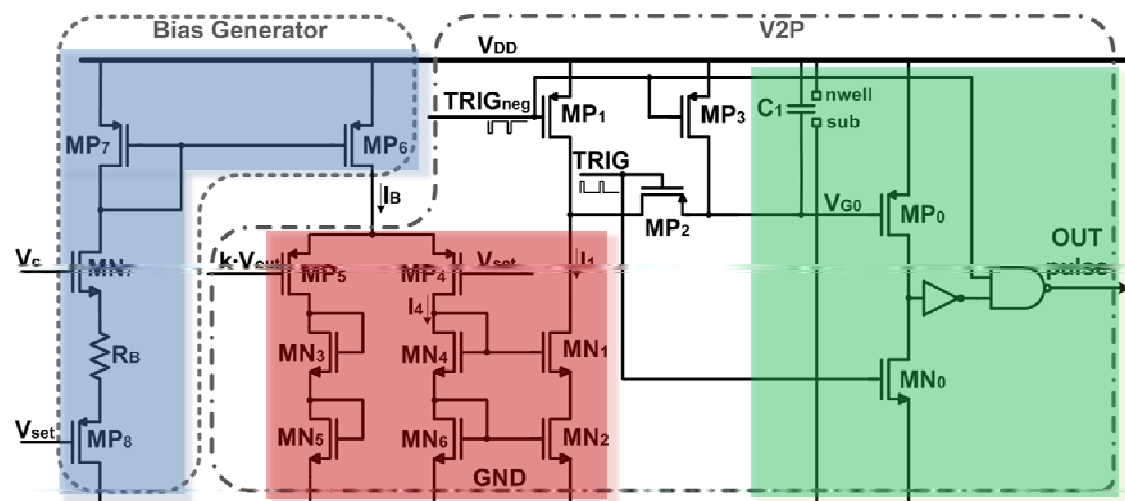 Bias Generator
V2P
VDD
TRIGneg
MP1
MP3
C1
nwell
sub
MP7
MP6
TRIG
IB
MP2
VG0
MP0
OUT
pulse
Vc
MN7
k·Vout
MP5
MP4
Vset
I1
I4
RB
MN3
MN4
MN1
MN0
Vset
MP8
MN5
MN6
MN2
GND